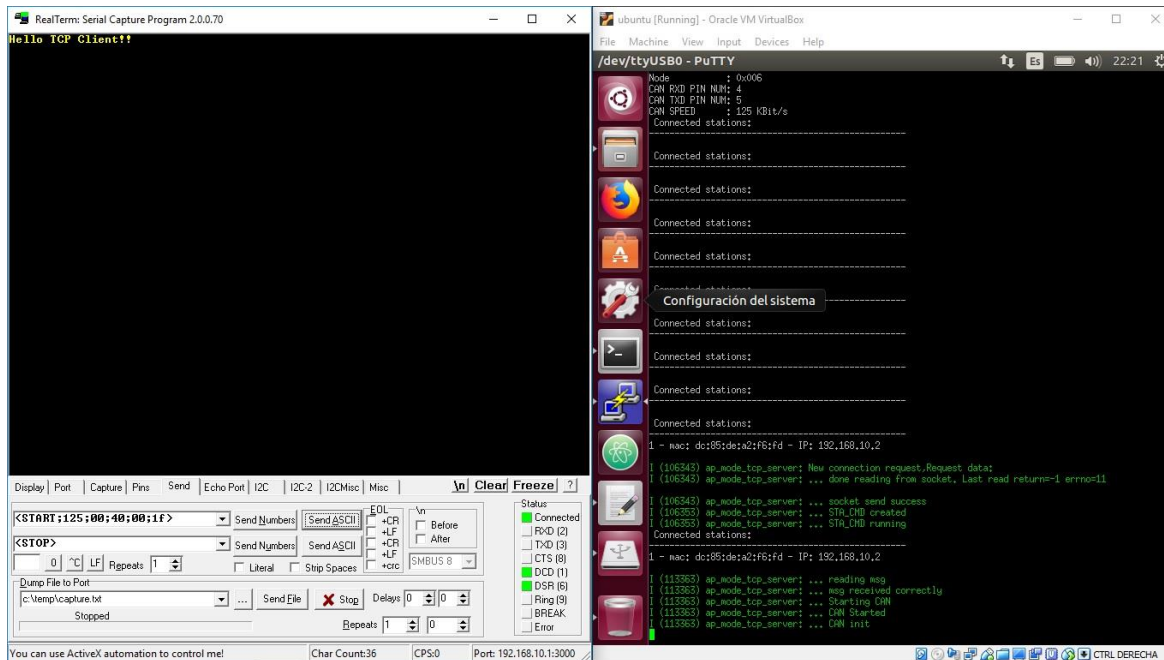 RealTerm: Serial Capture Program 2.0.0.70
Hello TCP Client!!
Display
Port
Capture
Pins
Send
Echo Port
I2C
I2C-2
I2CMisc
Misc
\n
Clear
Freeze
?
<START;125;00;40;00;1f>
Send Numbers
Send ASCII
<STOP>
Send Numbers
Send ASCII
EOL
+CR
+LF
+CR
+LF
+crc
\n
Before
After
SMBUS 8
0
^C
LF
Repeats
1
Literal
Strip Spaces
Dump File to Port
c:\temp\capture.txt
...
Send File
X Stop
Delays
0
0
Stopped
Repeats
1
0
Status
Connected
RXD (2)
TXD (3)
CTS (8)
DCD (1)
DSR (6)
Ring (9)
BREAK
Error
You can use ActiveX automation to control me!
Char Count:36
CPS:0
Port: 192.168.10.1:3000
ubuntu [Running] - Oracle VM VirtualBox
File Machine View Input Devices Help
/dev/ttyUSB0 - PuTTY
Es
22:21
Node : 0x006
CAN RXD PIN NUM: 4
CAN TXD PIN NUM: 5
CAN SPEED : 125 KBit/s
Connected stations:
Connected stations:
Connected stations:
Connected stations:
Connected stations:
Configuración del sistema
Connected stations:
Connected stations:
Connected stations:
Connected stations:
1 - mac: dc:85:de:a2:f6:fd - IP: 192.168.10.2
I (106343) ap_mode_tcp_server: New connection request,Request data:
I (106343) ap_mode_tcp_server: ... done reading from socket. Last read return=-1 errno=11
I (106343) ap_mode_tcp_server: ... socket send success
I (106353) ap_mode_tcp_server: ... STA_CMD created
I (106353) ap_mode_tcp_server: ... STA_CMD running
Connected stations:
1 - mac: dc:85:de:a2:f6:fd - IP: 192.168.10.2
I (113363) ap_mode_tcp_server: ... reading msg
I (113363) ap_mode_tcp_server: ... msg received correctly
I (113363) ap_mode_tcp_server: ... Starting CAN
I (113363) ap_mode_tcp_server: ... CAN Started
I (113363) ap_mode_tcp_server: ... CAN init
CTRL DERECHA